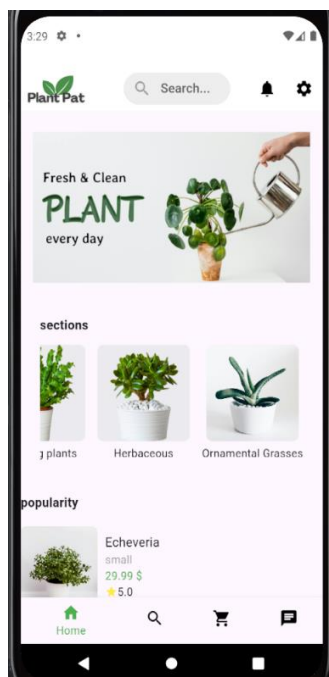 3:29
Plant Pat
Search...
Fresh & Clean
PLANT
every day
sections
g plants
Herbaceous
Ornamental Grasses
popularity
Echeveria
small
29.99 $
5.0
Home